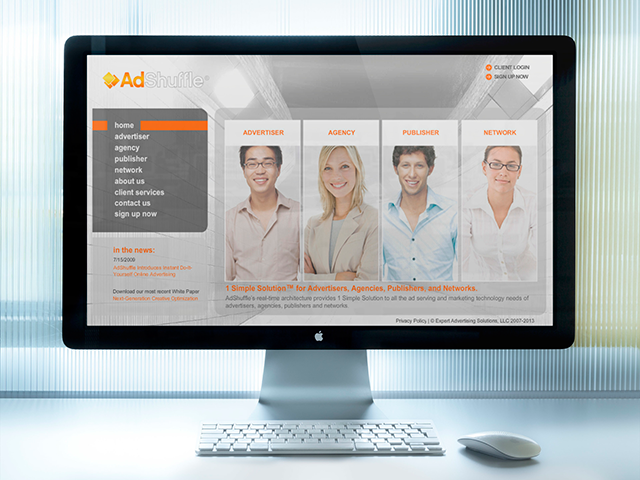 AdShuffle®
CLIENT LOGIN
SIGN UP NOW
home
advertiser
agency
publisher
network
about us
client services
contact us
sign up now
ADVERTISER
AGENCY
PUBLISHER
NETWORK
in the news:
7/15/2009
AdShuffle Introduces Instant Do-It-
Yourself Online Advertising
Download our most recent White Paper
Next Generation Creative Optimization
1 Simple Solution™ for Advertisers, Agencies, Publishers, and Networks.
AdShuffle's real-time architecture provides 1 Simple Solution to all the ad serving and marketing technology needs of
advertisers, agencies, publishers and networks.
Privacy Policy | © Expert Advertising Solutions, LLC 2007-2013